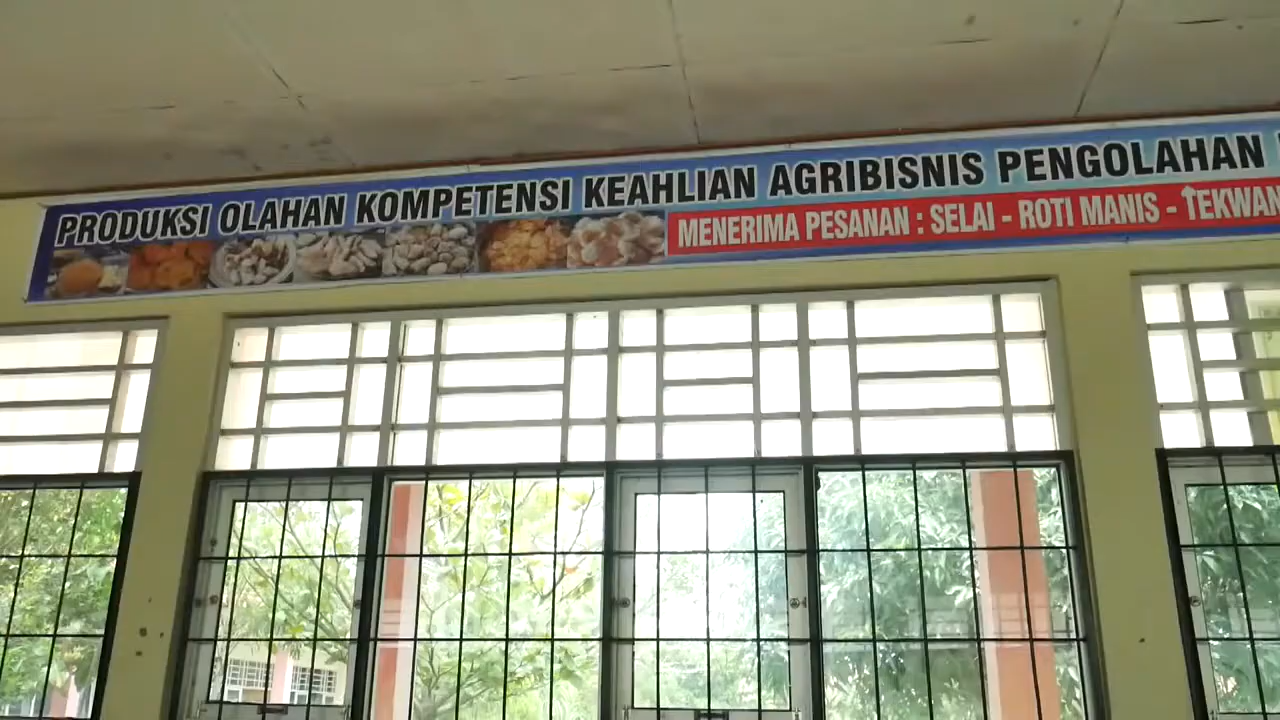 PRODUKSI OLAHAN KOMPETENSI KEAHLIAN AGRIBISNIS PENGOLAHAN
MENERIMA PESANAN : SELAI - ROTI MANIS - TEKWAN